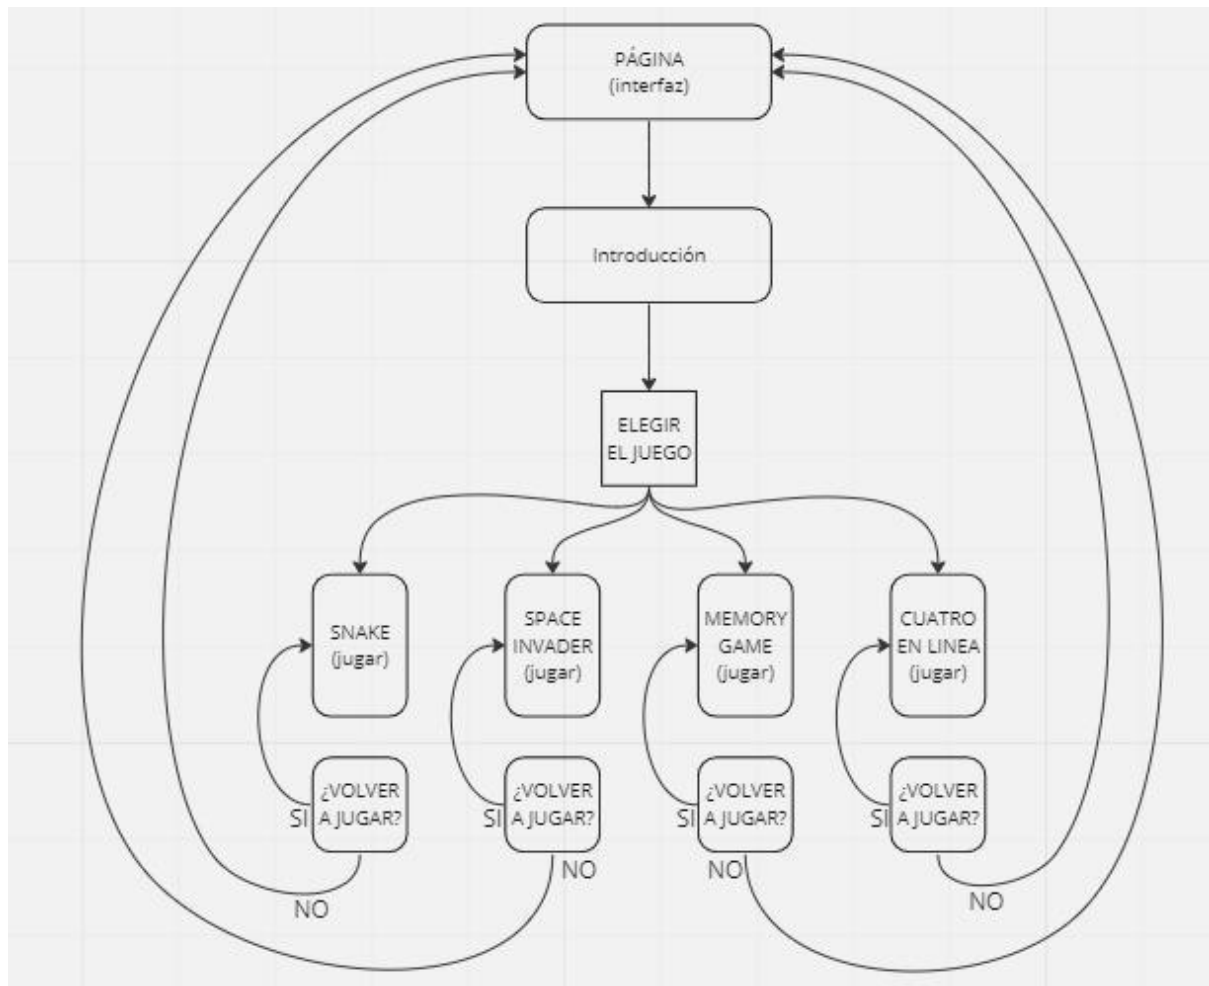 PÁGINA
(interfaz)
Introducción
ELEGIR
EL JUEGO
SNAKE
(jugar)
SPACE
INVADER
(jugar)
MEMORY
GAME
(jugar)
CUATRO
EN LINEA
(jugar)
¿VOLVER
A JUGAR?
SI
NO
¿VOLVER
A JUGAR?
SI
NO
¿VOLVER
A JUGAR?
SI
NO
¿VOLVER
A JUGAR?
SI
NO